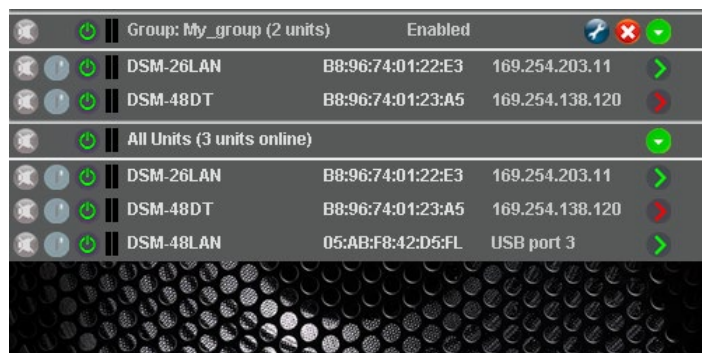 Group: My_group (2 units) Enabled
DSM-26LAN B8:96:74:01:22:E3 169.254.203.11
DSM-48DT B8:96:74:01:23:A5 169.254.138.120
All Units (3 units online)
DSM-26LAN B8:96:74:01:22:E3 169.254.203.11
DSM-48DT B8:96:74:01:23:A5 169.254.138.120
DSM-48LAN 05:AB:F8:42:D5:FL USB port 3